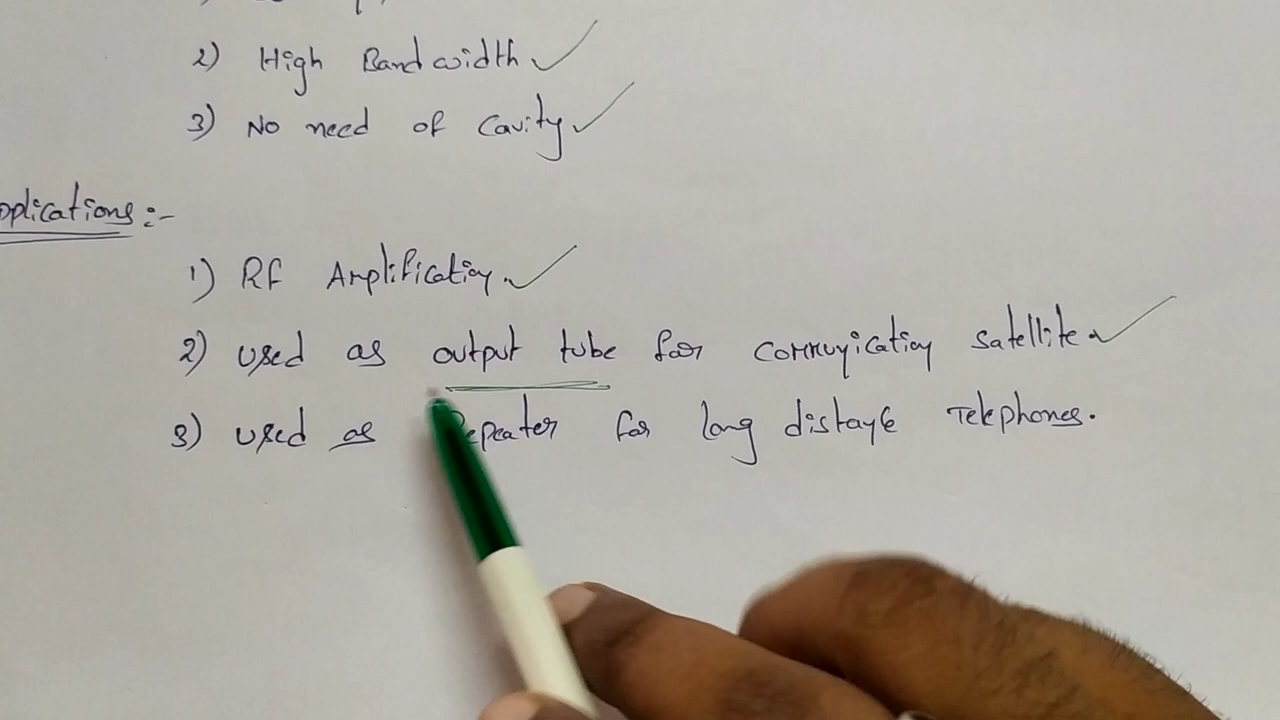 2) High Bandwidth ✓
3) No need of Cavity ✓
pplications :-
1) RF Amplification. ✓
2) used as output tube for communication satellite. ✓
3) used as Repeater for long distance Telephones.